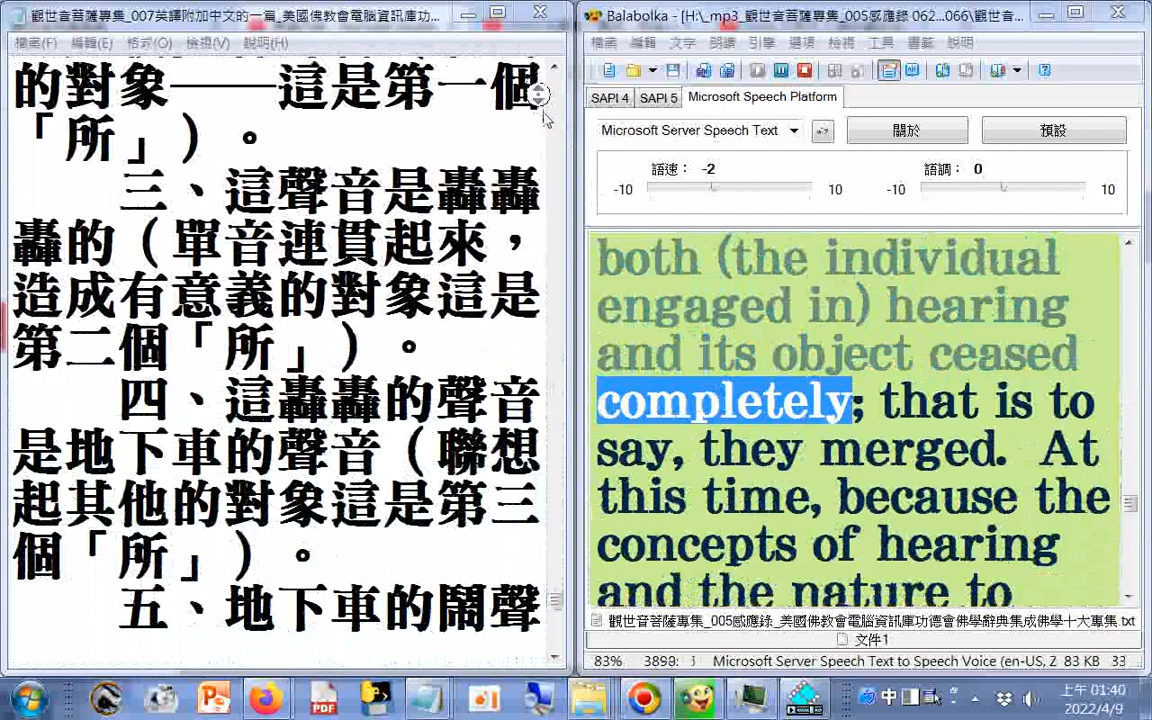 檔案集_007英譯附加中文的一篇_美國佛教會電腦資訊庫功...
檔案(F) 編輯(E) 格式(O) 檢視(V) 說明(H)
的對象——這是第一個
「所」）。
三、這聲音是轟轟
轟的（單音連貫起來，
造成有意義的對象這是
第二個「所」）。
四、這轟轟的聲音
是地下車的聲音（聯想
起其他的對象這是第三
個「所」）。
五、地下車的鬧聲
Balabolka - [H:\_mp3_觀世音菩薩專集_005感應錄 062...066\觀世音...
檔案 編輯 文字 朗讀 引擎 選項 檢視 工具 書籤 說明
SAPI 4 SAPI 5 Microsoft Speech Platform
Microsoft Server Speech Text 關於 預設
語速： -2 語調： 0
-10 10 -10 10
both (the individual
engaged in) hearing
and its object ceased
completely; that is to
say, they merged. At
this time, because the
concepts of hearing
and the nature to
觀世音菩薩專集_005感應錄_美國佛教會電腦資訊庫功德會佛學辭典集成佛學十大專集 txt
文件1
83% 3898: Microsoft Server Speech Text to Speech Voice (en-US, Z 83 KB 33
中
上午 01:40
2022/4/9